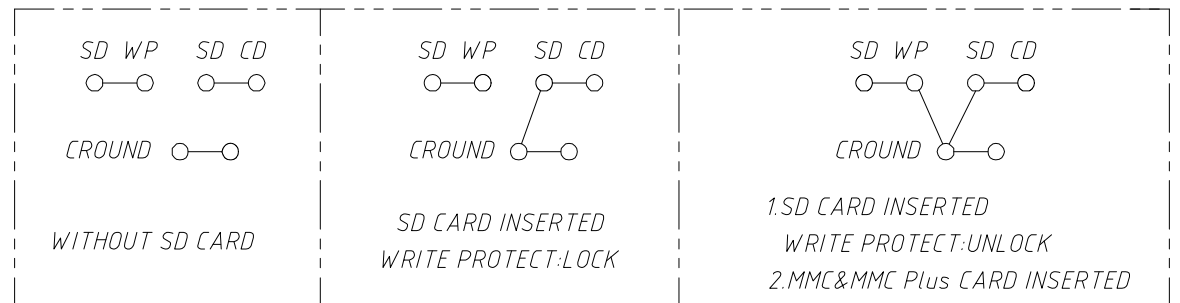 SD WP SD CD
CROUND
WITHOUT SD CARD
SD WP SD CD
CROUND
SD CARD INSERTED
WRITE PROTECT:LOCK
SD WP SD CD
CROUND
1.SD CARD INSERTED
WRITE PROTECT:UNLOCK
2.MMC&MMC Plus CARD INSERTED